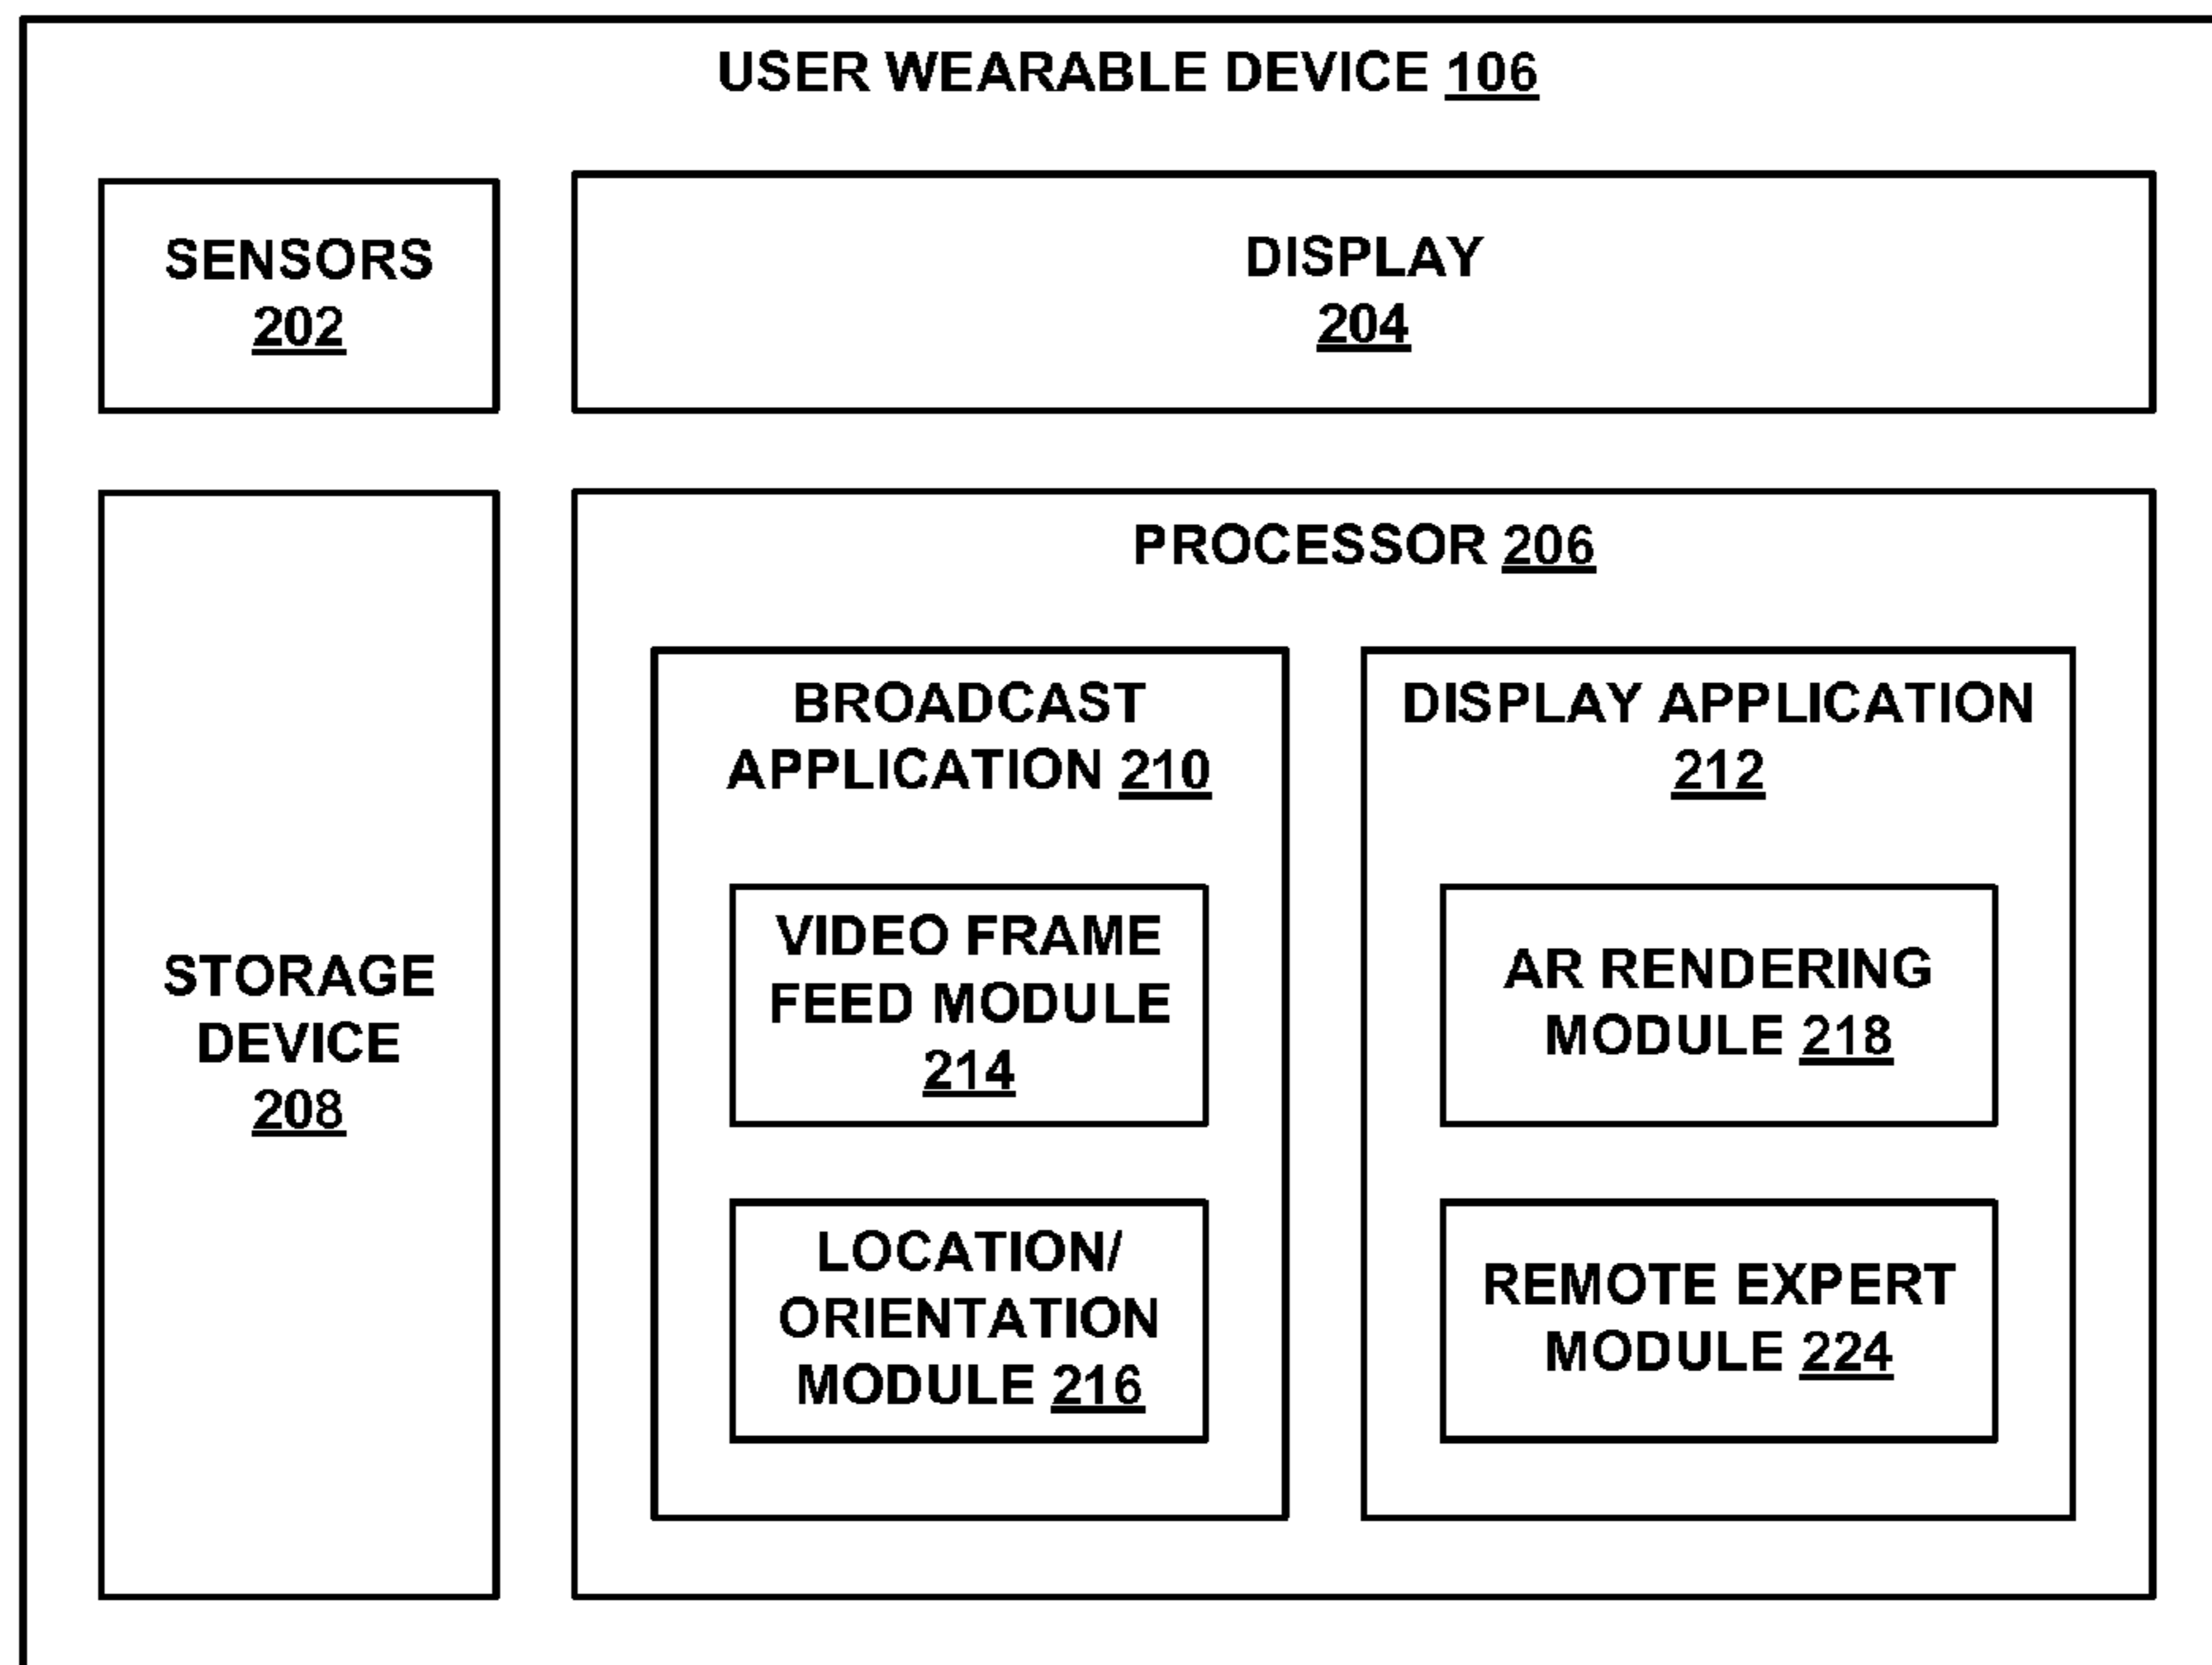 USER WEARABLE DEVICE 106
SENSORS
202
DISPLAY
204
STORAGE
DEVICE
208
PROCESSOR 206
BROADCAST
APPLICATION 210
VIDEO FRAME
FEED MODULE
214
LOCATION/
ORIENTATION
MODULE 216
DISPLAY APPLICATION
212
AR RENDERING
MODULE 218
REMOTE EXPERT
MODULE 224